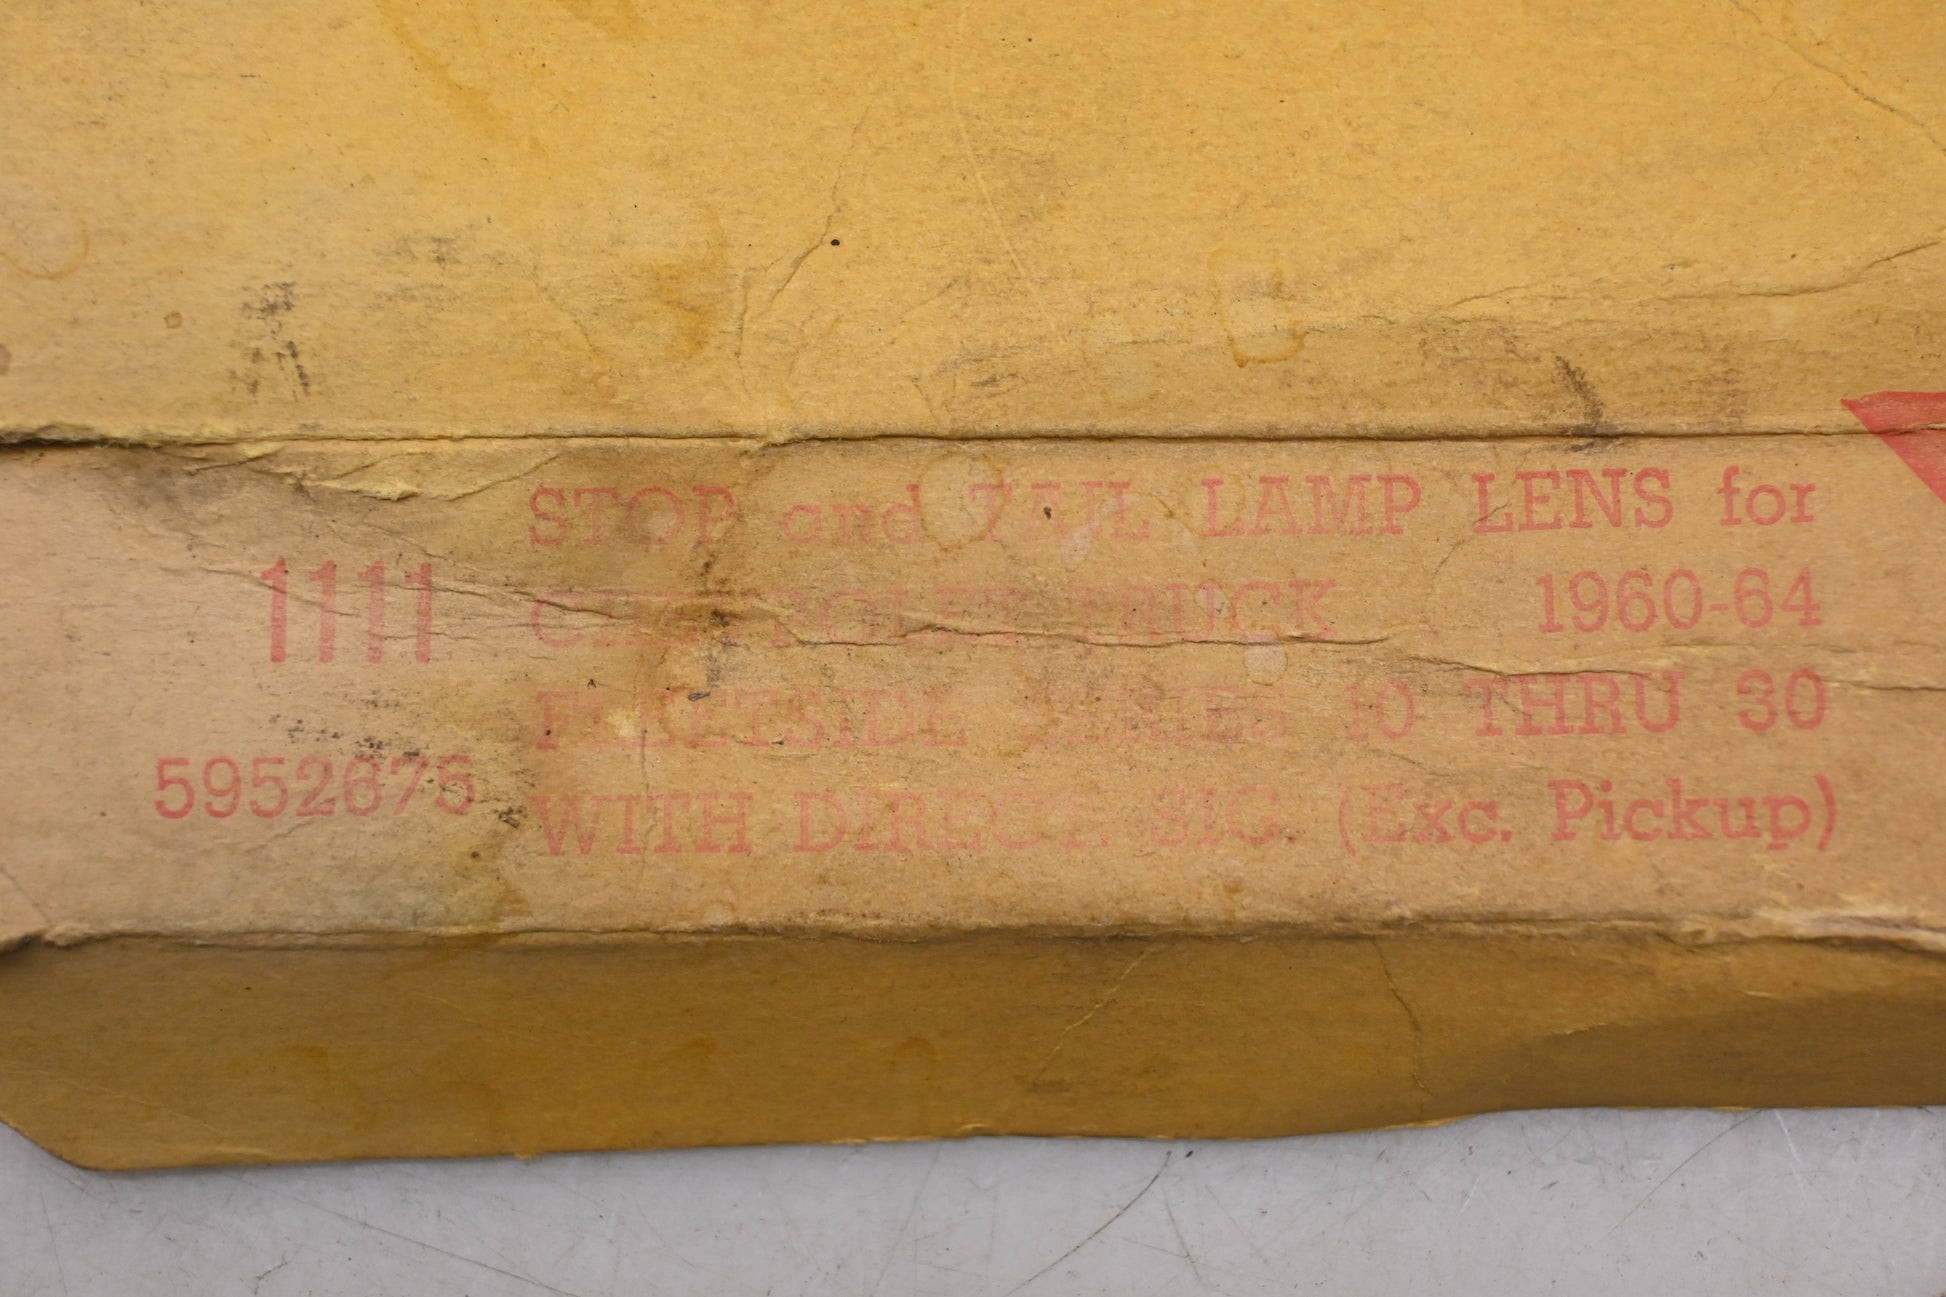 1111
5952675
STOP and TAIL LAMP LENS for
CHEVROLET TRUCK 1960-64
FLEETSIDE SERIES 10 THRU 30
WITH DIRECT. SIG. (Exc. Pickup)